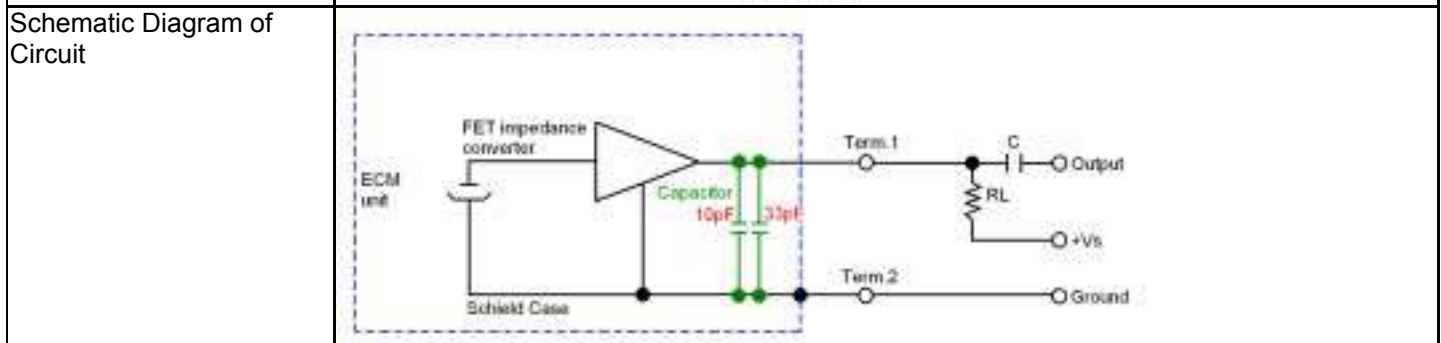 Schematic Diagram of
Circuit
FET impedance
converter
ECM
unit
Capacitor
10pF
33pF
Schield Case
Term.1
C
Output
RL
+Vs
Term.2
Ground